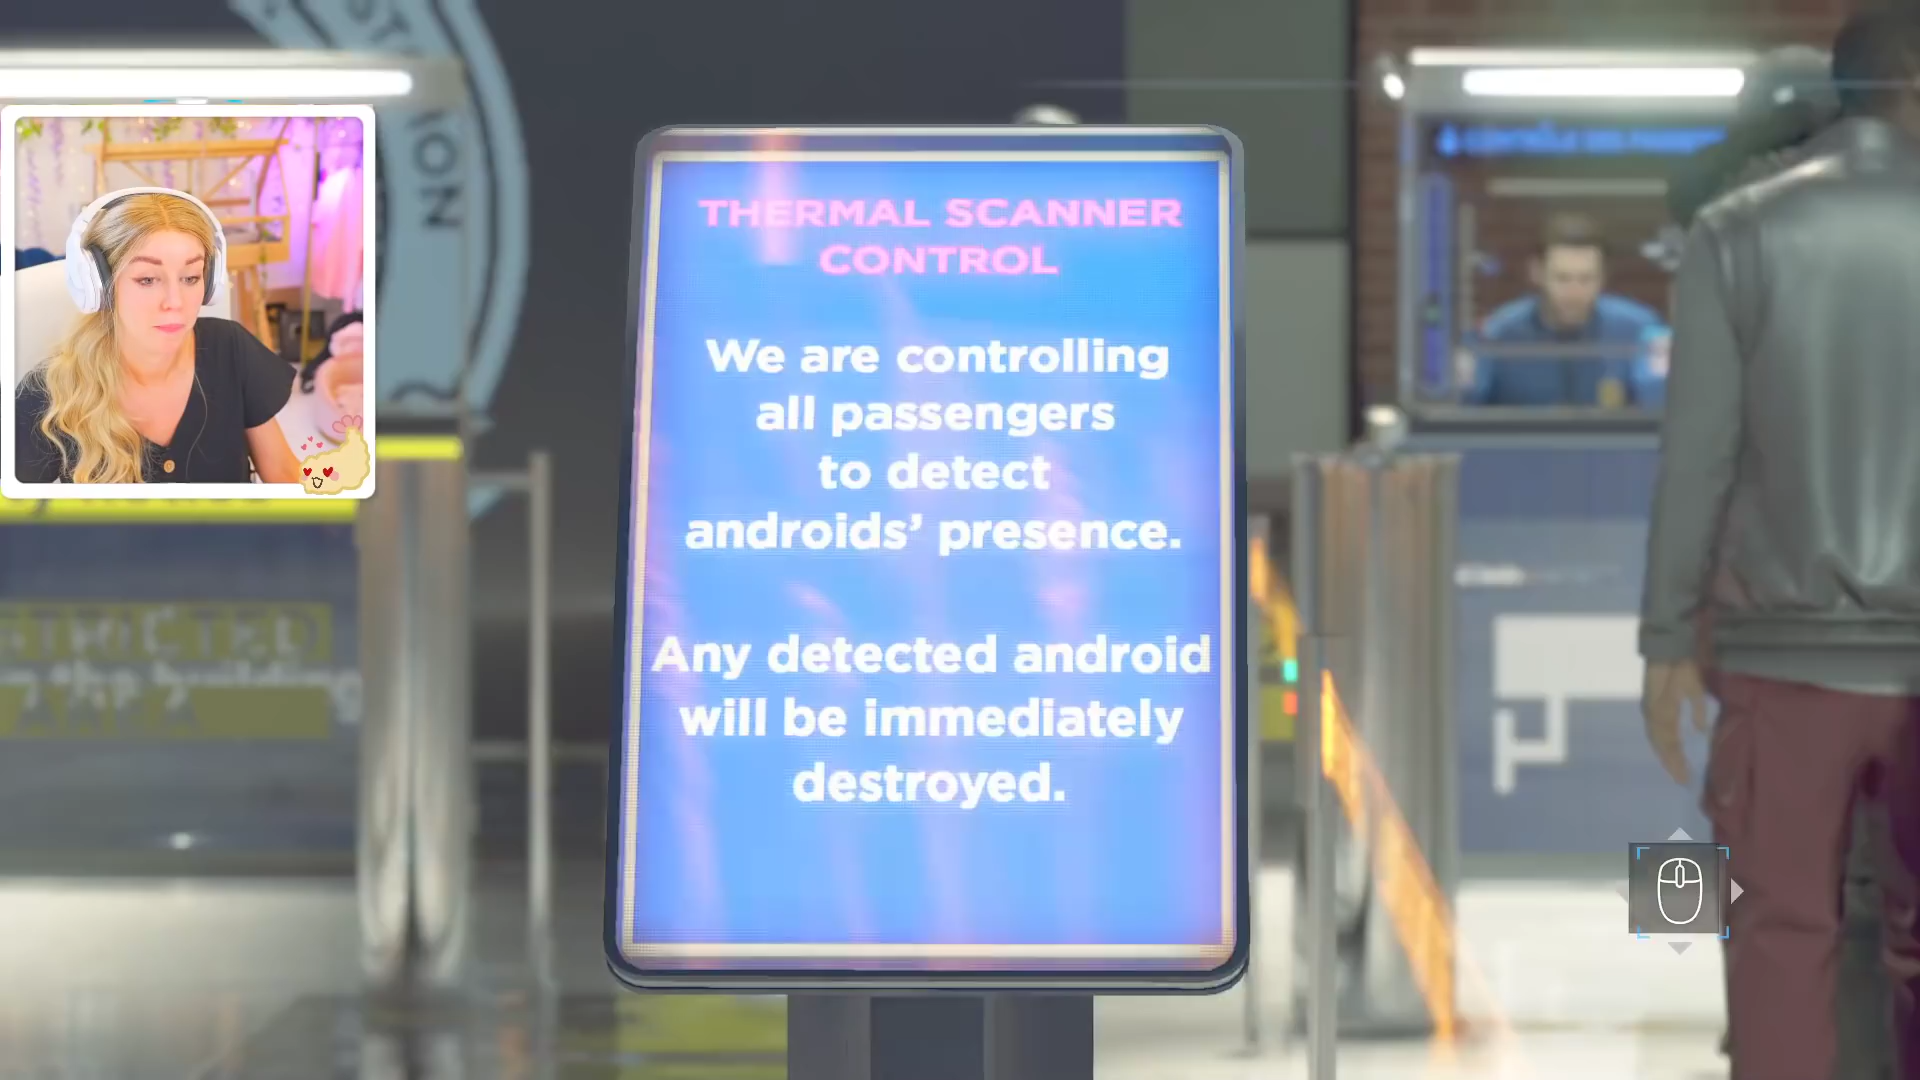 THERMAL SCANNER
CONTROL
We are controlling
all passengers
to detect
androids’ presence.
Any detected android
will be immediately
destroyed.